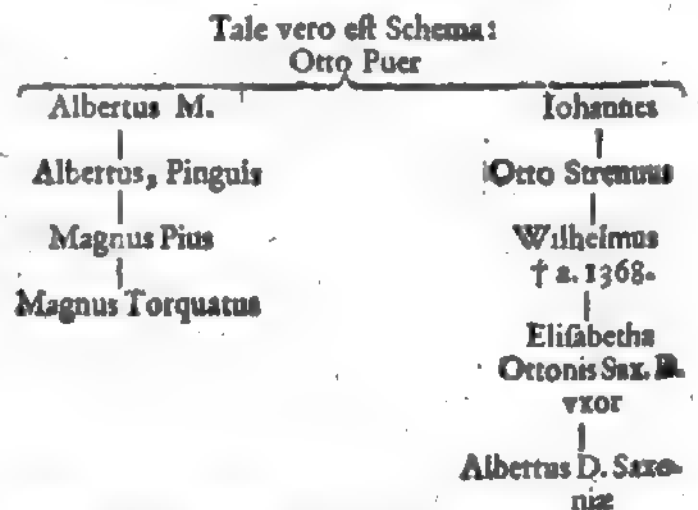 Tale vero eſt Schema:
Otto Puer
Albertus M.
Iohannes
Albertus, Pinguis
Otto Strenuus
Magnus Pius
Wilhelmus
† a. 1368.
Magnus Torquatus
Eliſabetha
Ottonis Sax. D.
vxor
Albertus D. Saxo-
niæ